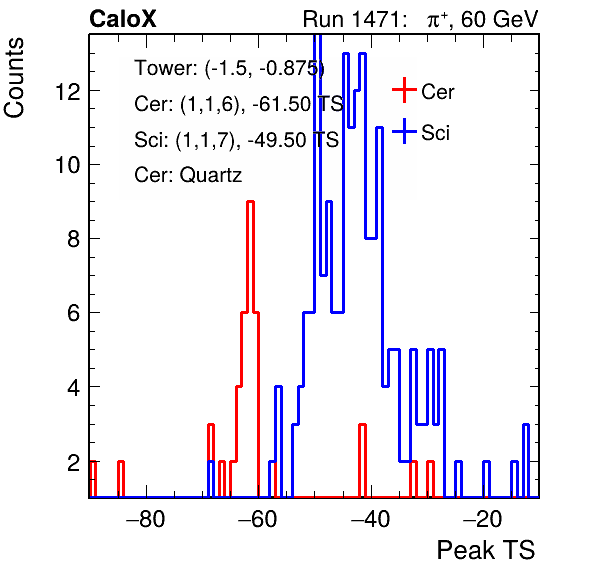 CaloX Run 1471: π⁺, 60 GeV
Counts
Tower: (-1.5, -0.875)
Cer: (1,1,6), -61.50 TS
Sci: (1,1,7), -49.50 TS
Cer: Quartz
Cer
Sci
12
10
8
6
4
2
−80 −60 −40 −20
Peak TS